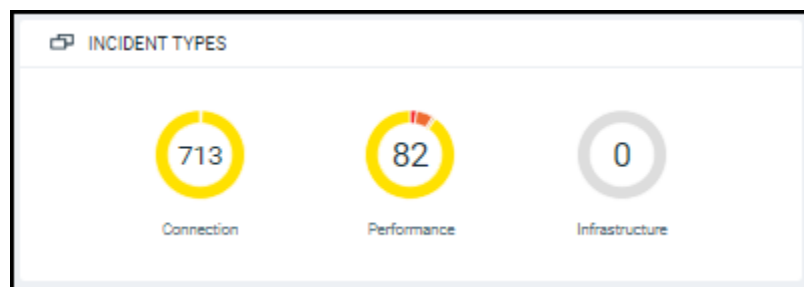 INCIDENT TYPES
713
82
0
Connection
Performance
Infrastructure